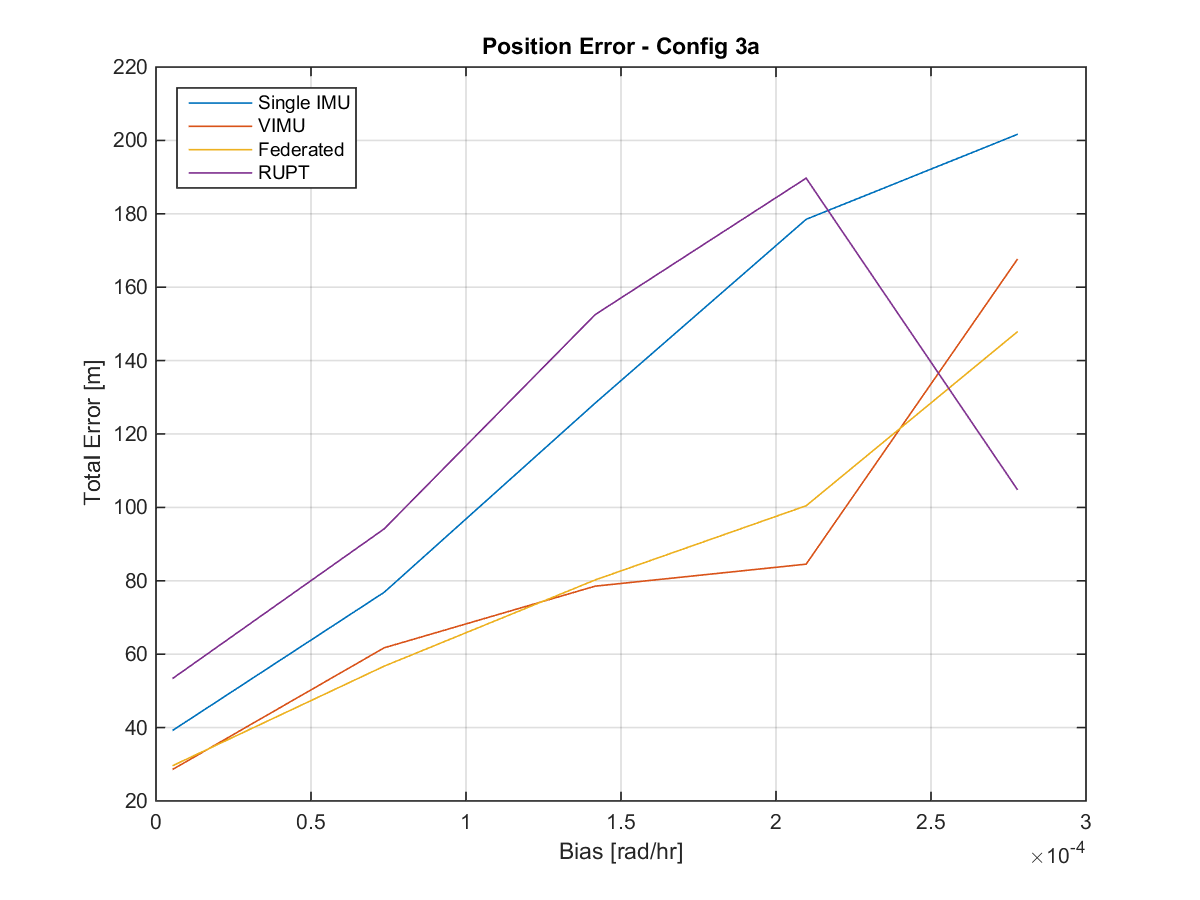 Position Error - Config 3a
220
200
180
160
140
120
100
80
60
40
20
Total Error [m]
Single IMU
VIMU
Federated
RUPT
0 0.5 1 1.5 2 2.5 3
Bias [rad/hr]
×10-4